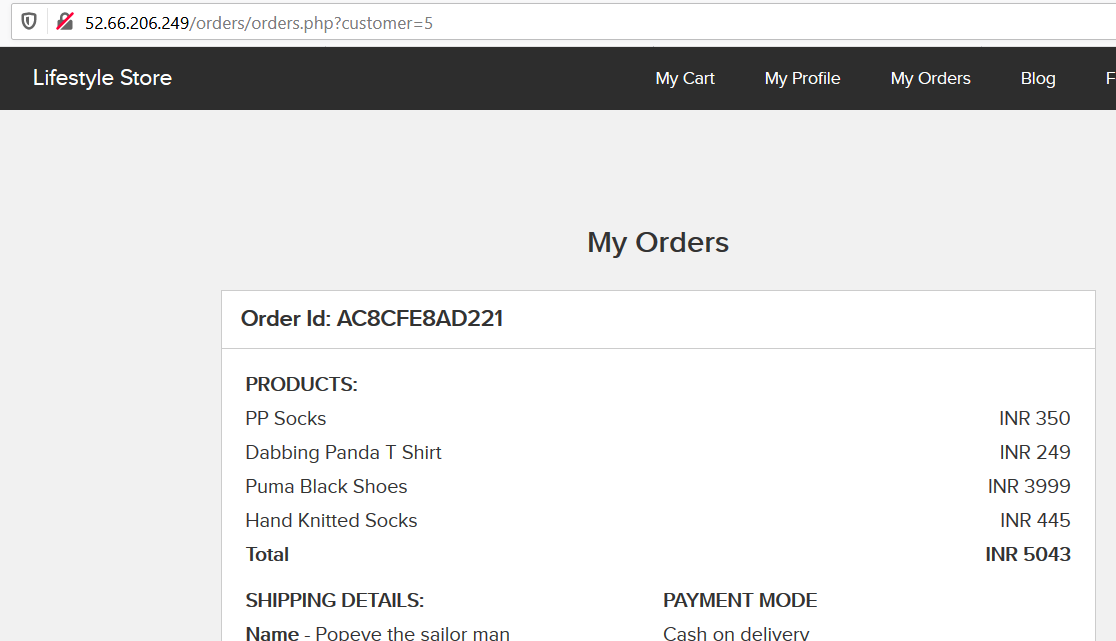 52.66.206.249/orders/orders.php?customer=5
Lifestyle Store My Cart My Profile My Orders Blog F
My Orders
Order Id: AC8CFE8AD221
PRODUCTS:
PP Socks INR 350
Dabbing Panda T Shirt INR 249
Puma Black Shoes INR 3999
Hand Knitted Socks INR 445
Total INR 5043
SHIPPING DETAILS: PAYMENT MODE
Name - Popeye the sailor man Cash on delivery